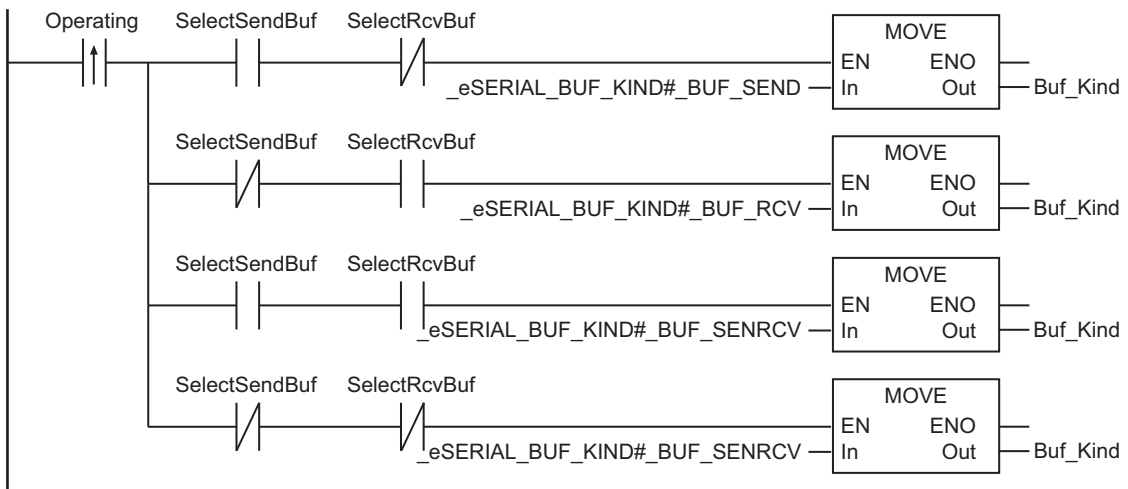 Operating SelectSendBuf SelectRcvBuf
MOVE
EN ENO
_eSERIAL_BUF_KIND#_BUF_SEND In Out Buf_Kind
SelectSendBuf SelectRcvBuf
MOVE
EN ENO
_eSERIAL_BUF_KIND#_BUF_RCV In Out Buf_Kind
SelectSendBuf SelectRcvBuf
MOVE
EN ENO
_eSERIAL_BUF_KIND#_BUF_SENRCV In Out Buf_Kind
SelectSendBuf SelectRcvBuf
MOVE
EN ENO
_eSERIAL_BUF_KIND#_BUF_SENRCV In Out Buf_Kind